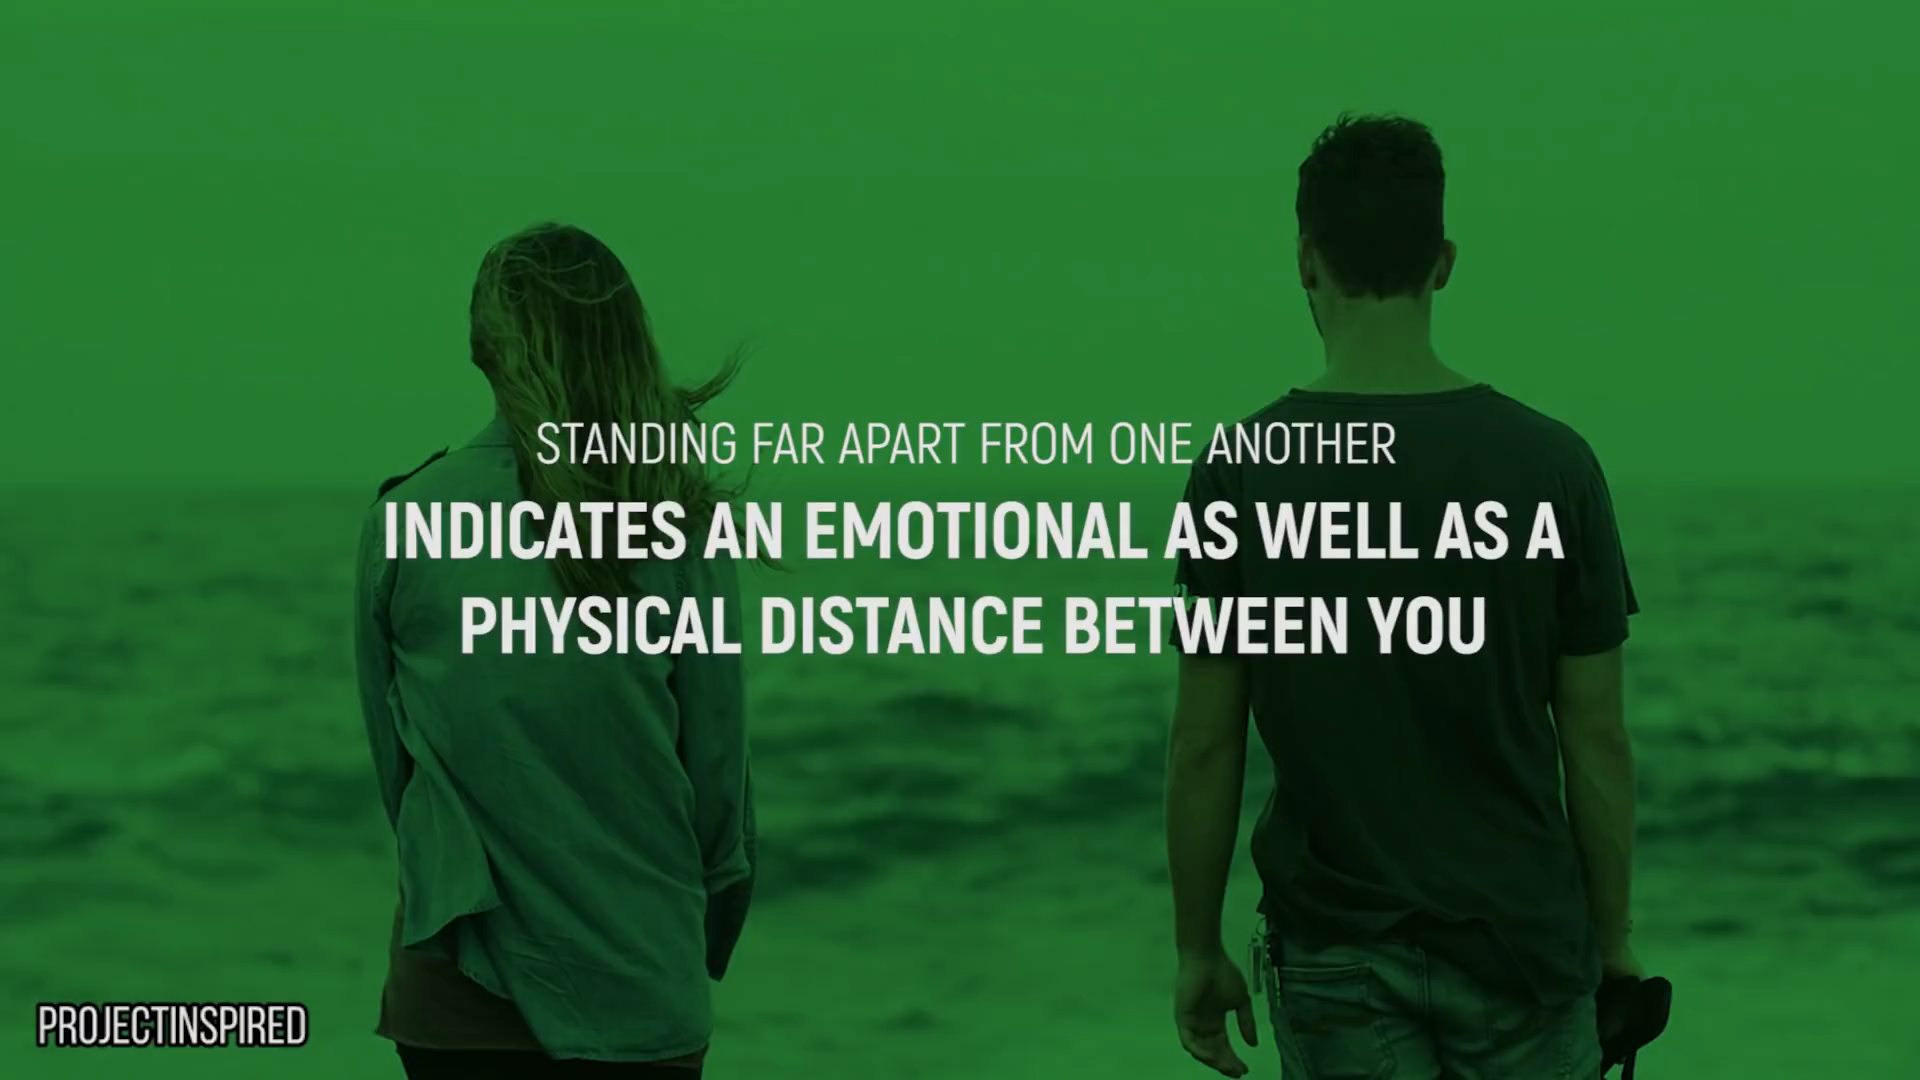 STANDING FAR APART FROM ONE ANOTHER
INDICATES AN EMOTIONAL AS WELL AS A
PHYSICAL DISTANCE BETWEEN YOU
PROJECTINSPIRED